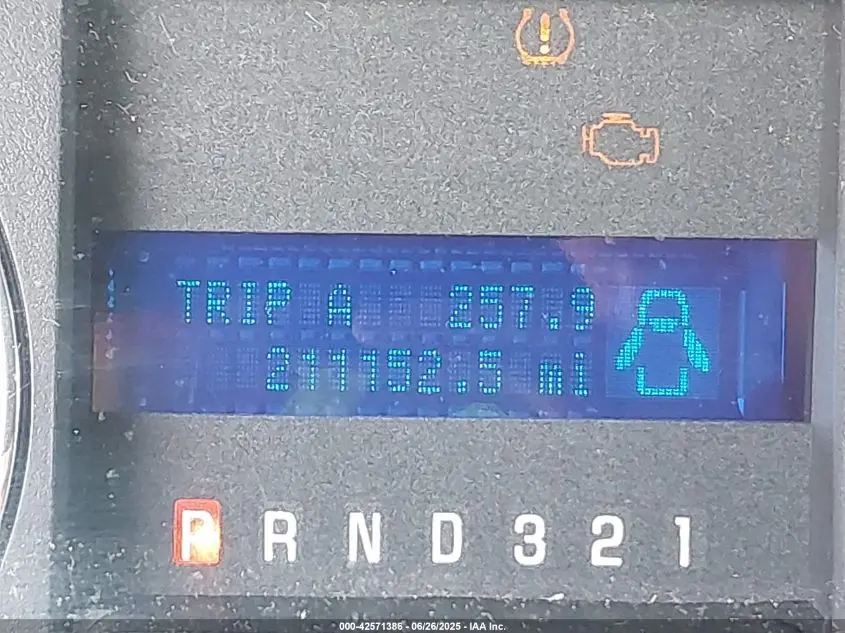 TRIP A 257.9
211152.5 mi
P R N D 3 2 1
000-42571386 - 06/26/2025 - IAA Inc.